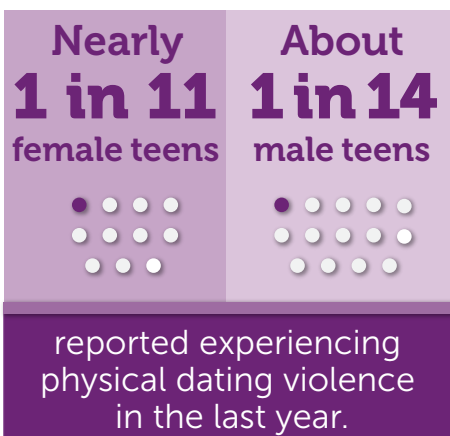 Nearly
1 in 11
female teens
About
1 in 14
male teens
reported experiencing
physical dating violence
in the last year.